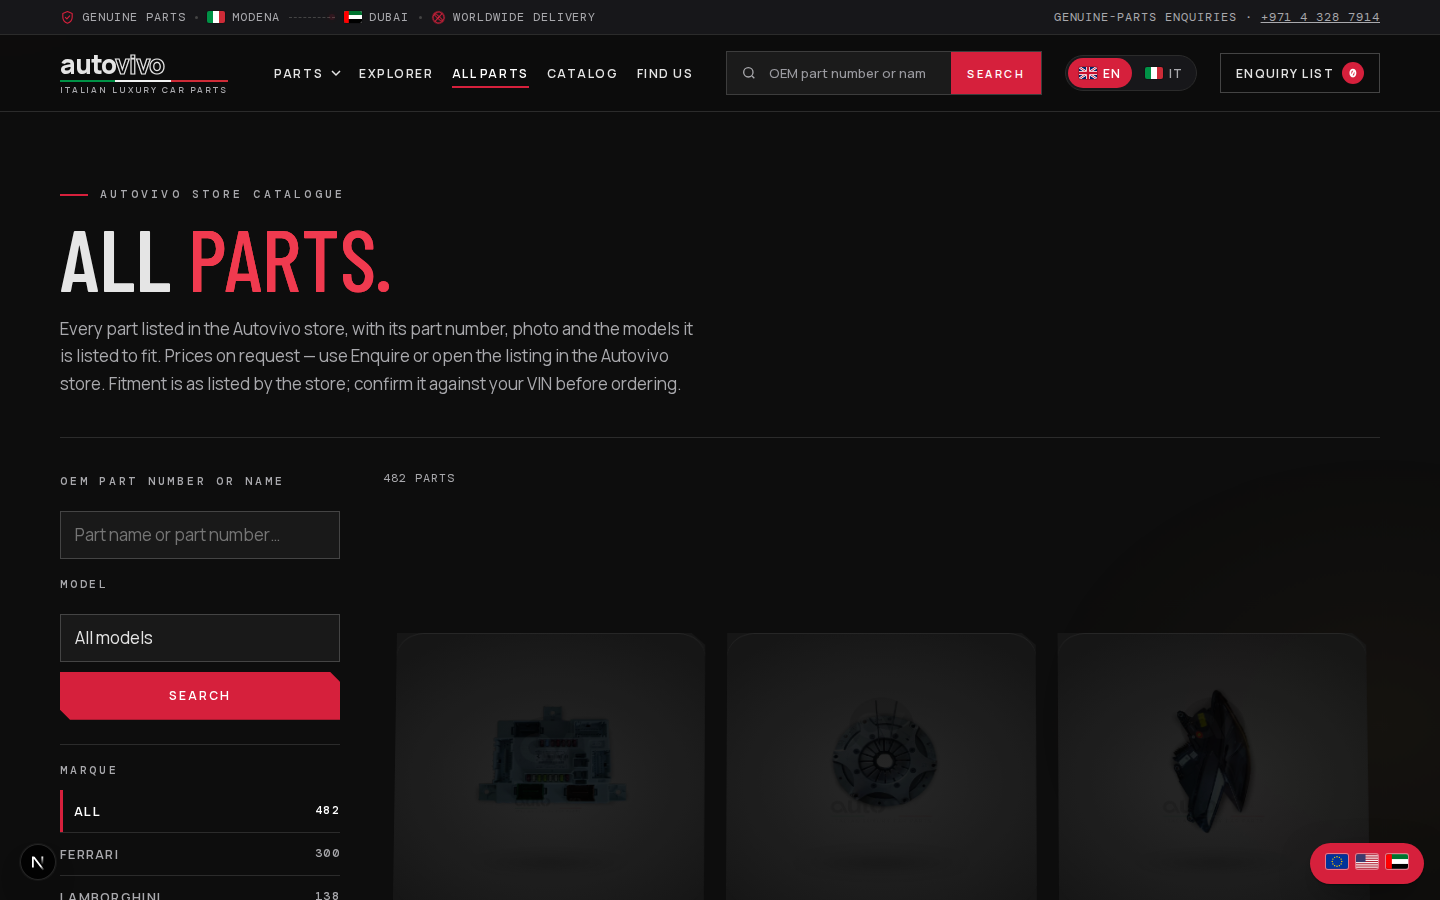 GENUINE PARTS
MODENA
DUBAI
WORLDWIDE DELIVERY
GENUINE-PARTS ENQUIRIES · +971 4 328 7914
autovivo
ITALIAN LUXURY CAR PARTS
PARTS
EXPLORER
ALL PARTS
CATALOG
FIND US
OEM part number or nam
SEARCH
EN
IT
ENQUIRY LIST 0
AUTOVIVO STORE CATALOGUE
ALL PARTS.
Every part listed in the Autovivo store, with its part number, photo and the models it
is listed to fit. Prices on request — use Enquire or open the listing in the Autovivo
store. Fitment is as listed by the store; confirm it against your VIN before ordering.
OEM PART NUMBER OR NAME
482 PARTS
Part name or part number…
MODEL
All models
SEARCH
MARQUE
ALL 482
FERRARI 300
LAMBORGHINI 138
N